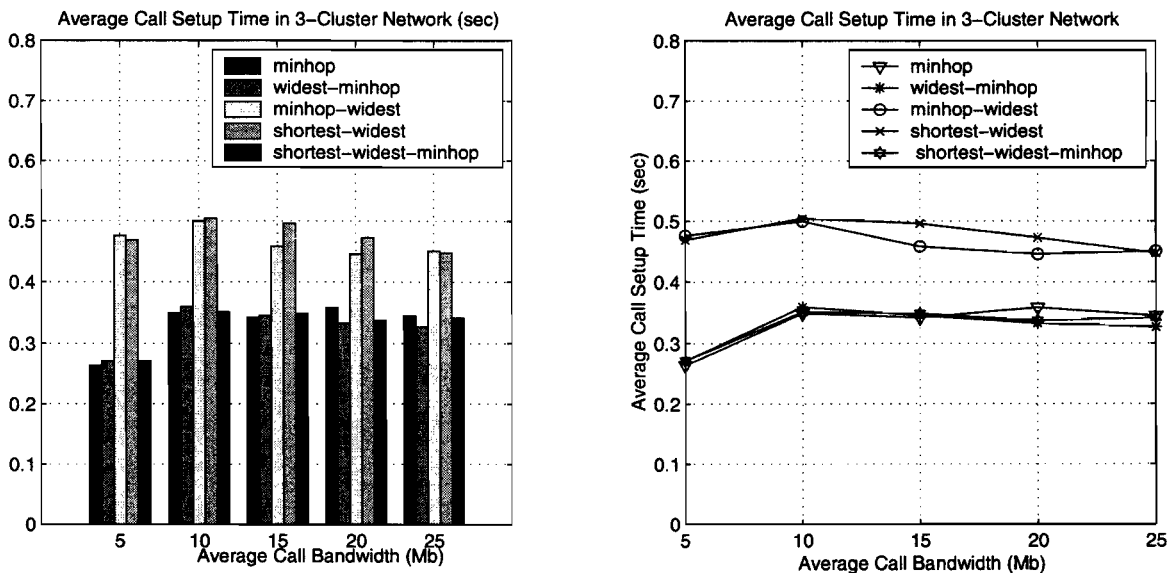 Average Call Setup Time in 3-Cluster Network (sec)
0.8
0.7
0.6
0.5
0.4
0.3
0.2
0.1
0
minhop
widest-minhop
minhop-widest
shortest-widest
shortest-widest-minhop
5
10
15
20
25
Average Call Bandwidth (Mb)
Average Call Setup Time in 3-Cluster Network
Average Call Setup Time (sec)
0.8
0.7
0.6
0.5
0.4
0.3
0.2
0.1
0
minhop
widest-minhop
minhop-widest
shortest-widest
shortest-widest-minhop
5
10
15
20
25
Average Call Bandwidth (Mb)